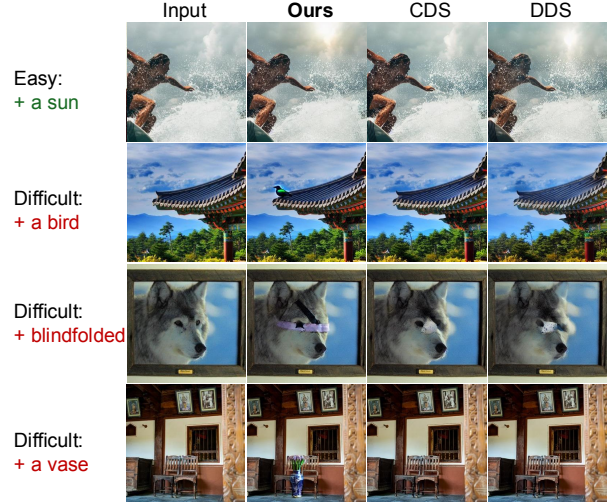 Input Ours CDS DDS
Easy:
+ a sun
Difficult:
+ a bird
Difficult:
+ blindfolded
Difficult:
+ a vase